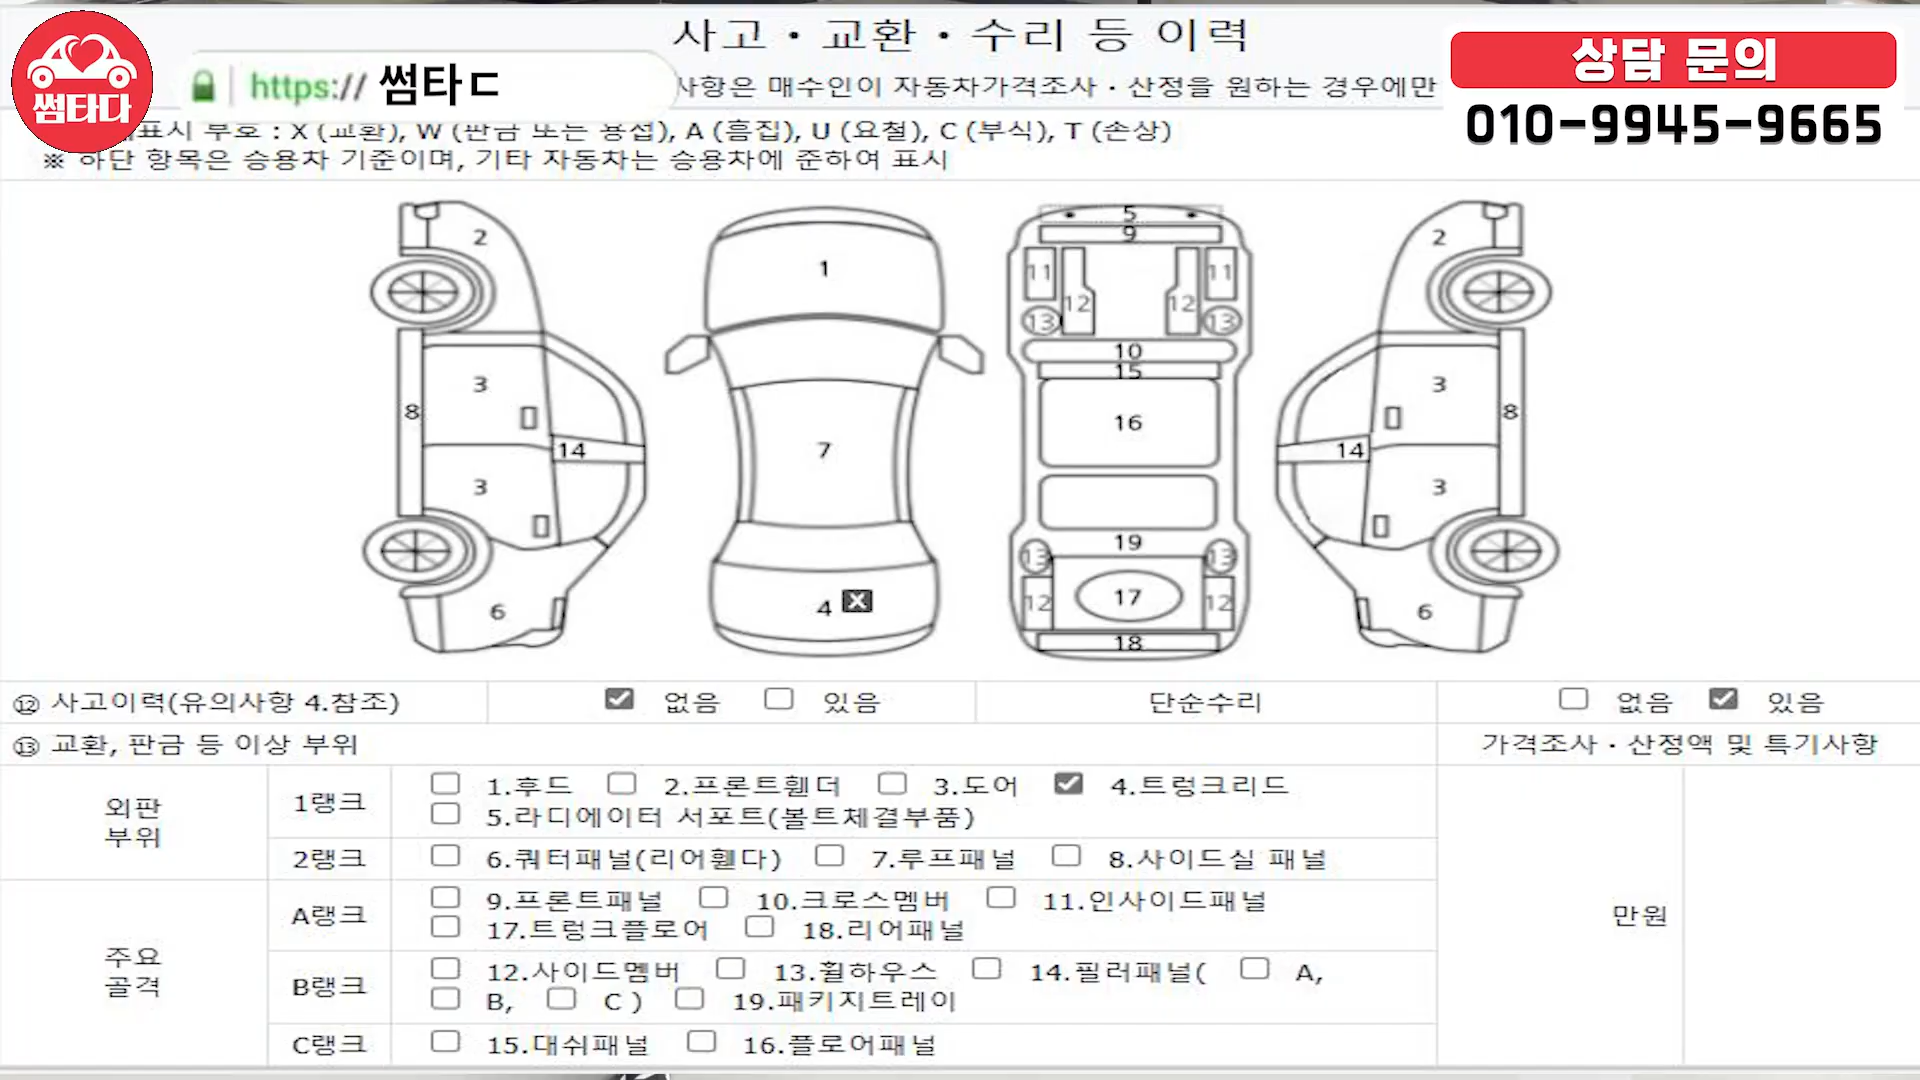 사고 · 교환 · 수리 등 이력
썸타다
https:// 썸타ㄷ
사항은 매수인이 자동차가격조사 · 산정을 원하는 경우에만
상담 문의
010-9945-9665
표시 부호 : X (교환), W (판금 또는 용접), A (흠집), U (요철), C (부식), T (손상)
※ 하단 항목은 승용차 기준이며, 기타 자동차는 승용차에 준하여 표시
2
3
8
14
3
6
1
7
4 X
5
9
11 11
12 12
13 13
10
15
16
19
13 13
12 17 12
18
2
3
8
14
3
6
⑫ 사고이력(유의사항 4.참조) 없음 있음 단순수리 없음 있음
⑬ 교환, 판금 등 이상 부위 가격조사 · 산정액 및 특기사항
외판
부위
1랭크
1.후드 2.프론트휀더 3.도어 4.트렁크리드
5.라디에이터 서포트(볼트체결부품)
2랭크
6.쿼터패널(리어휀다) 7.루프패널 8.사이드실 패널
주요
골격
A랭크
9.프론트패널 10.크로스멤버 11.인사이드패널
17.트렁크플로어 18.리어패널
B랭크
12.사이드멤버 13.휠하우스 14.필러패널( A,
B, C ) 19.패키지트레이
C랭크
15.대쉬패널 16.플로어패널
만원